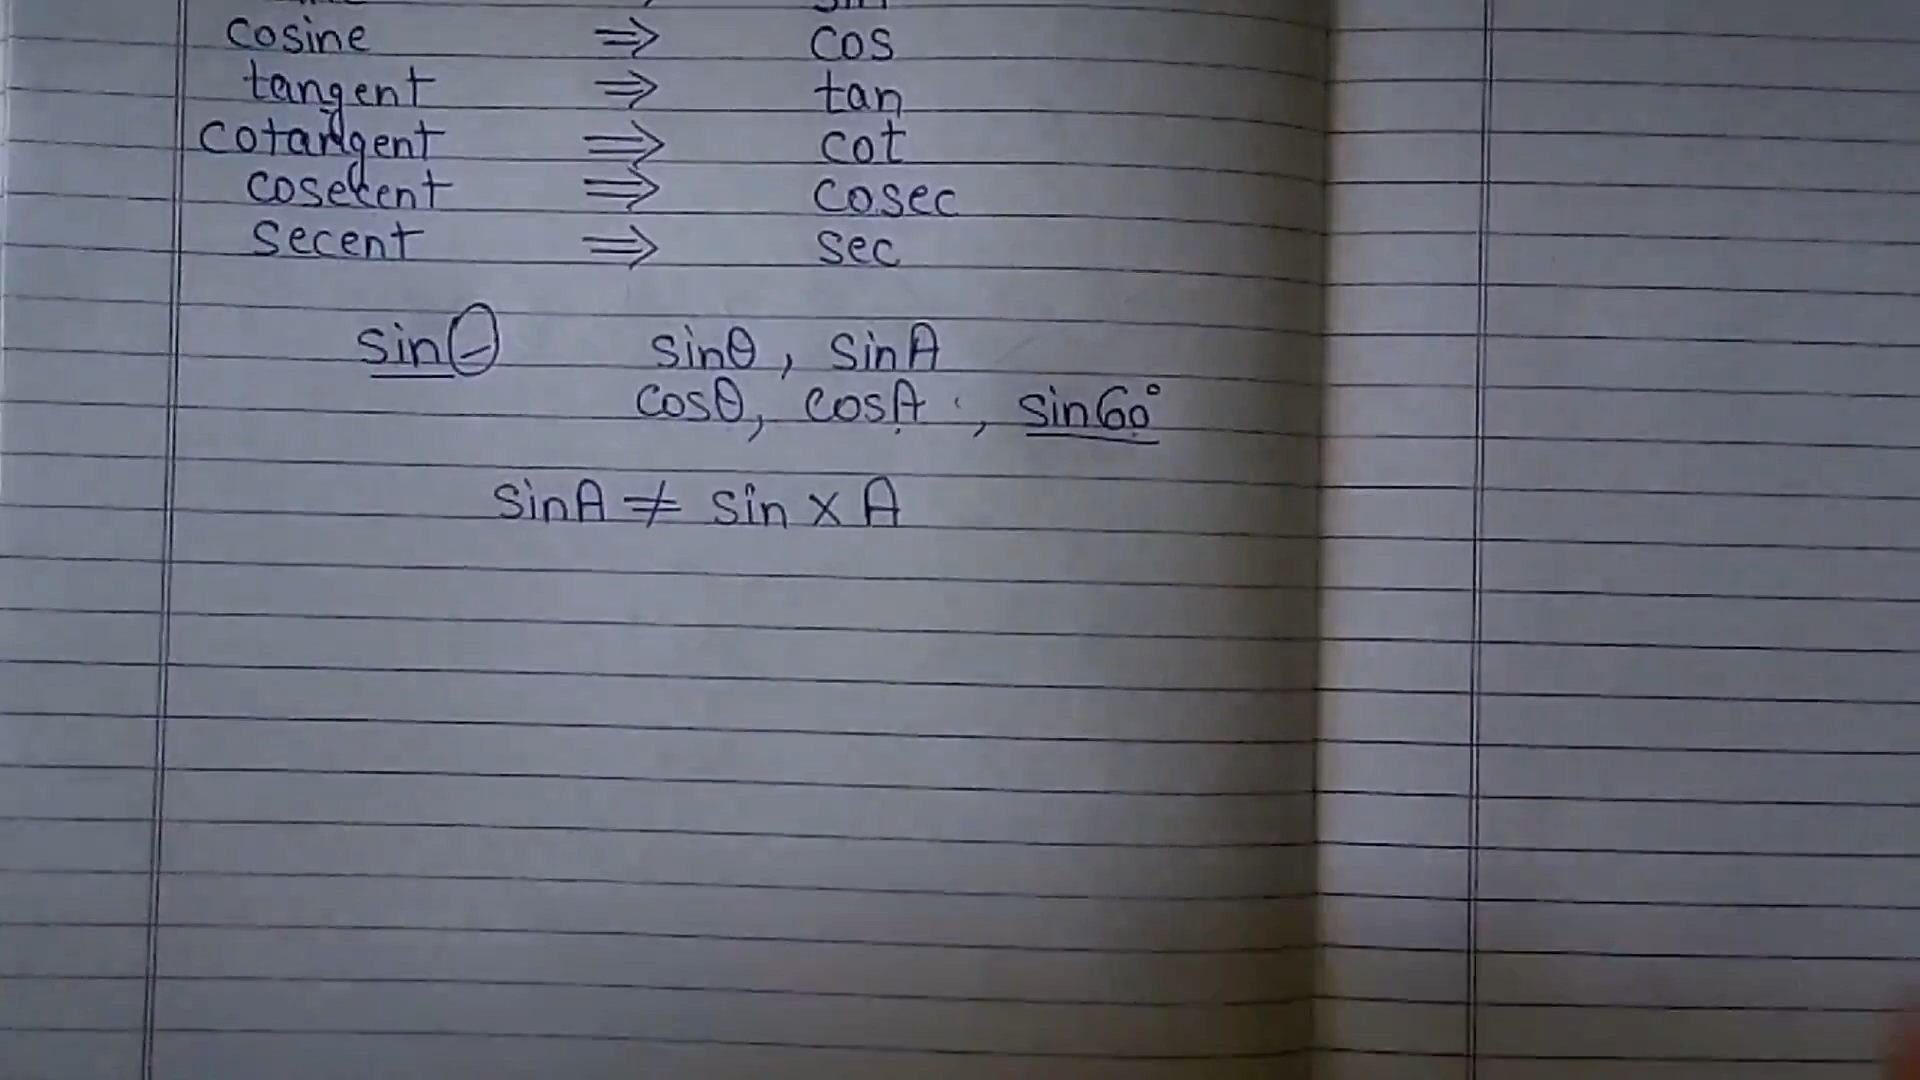 cosine ⇒ cos
tangent ⇒ tan
cotangent ⇒ cot
cosecent ⇒ cosec
secent ⇒ sec
sinθ sinθ, sinA
cosθ, cosA, sin60°
sinA ≠ sin x A